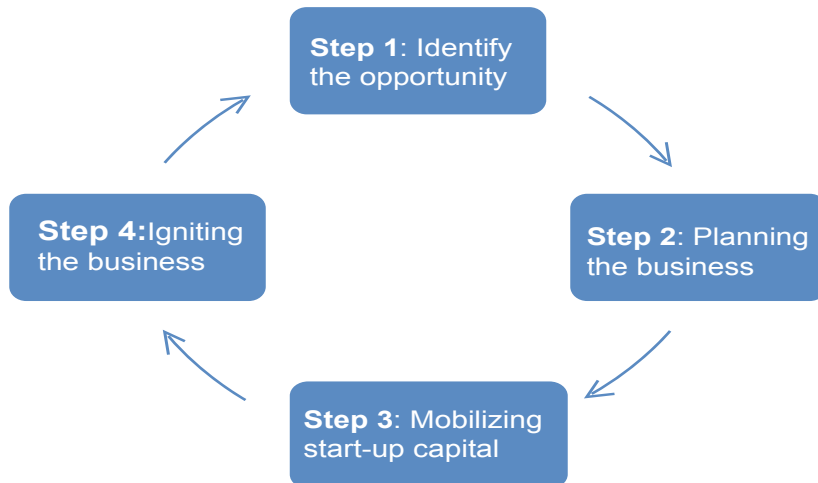 Step 1: Identify
the opportunity
Step 2: Planning
the business
Step 3: Mobilizing
start-up capital
Step 4:Igniting
the business